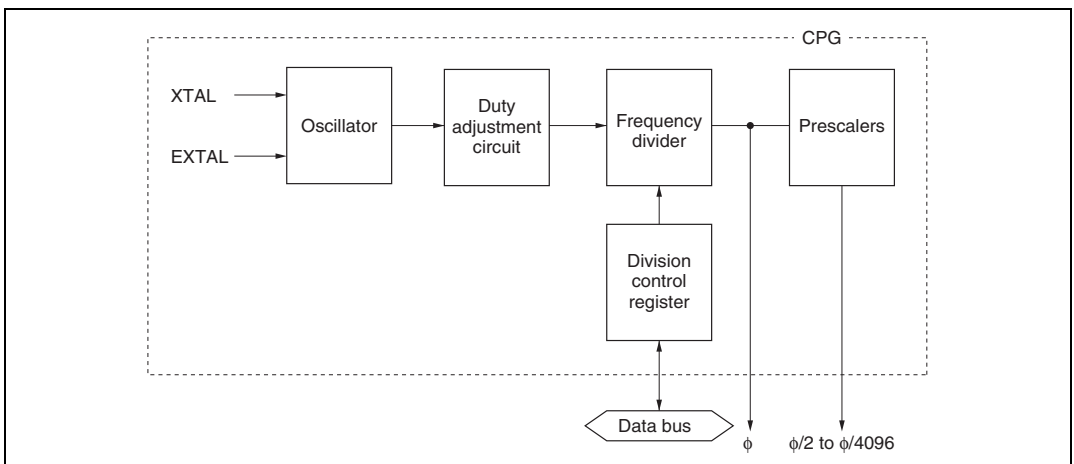 CPG
XTAL
EXTAL
Oscillator
Duty
adjustment
circuit
Frequency
divider
Prescalers
Division
control
register
Data bus
ϕ
ϕ/2 to ϕ/4096